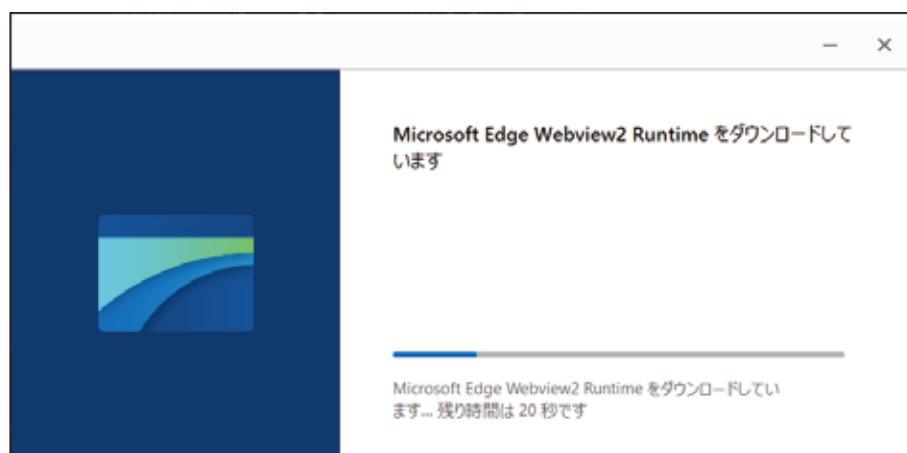 Microsoft Edge Webview2 Runtime をダウンロードして
います
Microsoft Edge Webview2 Runtime をダウンロードしてい
ます... 残り時間は 20 秒です